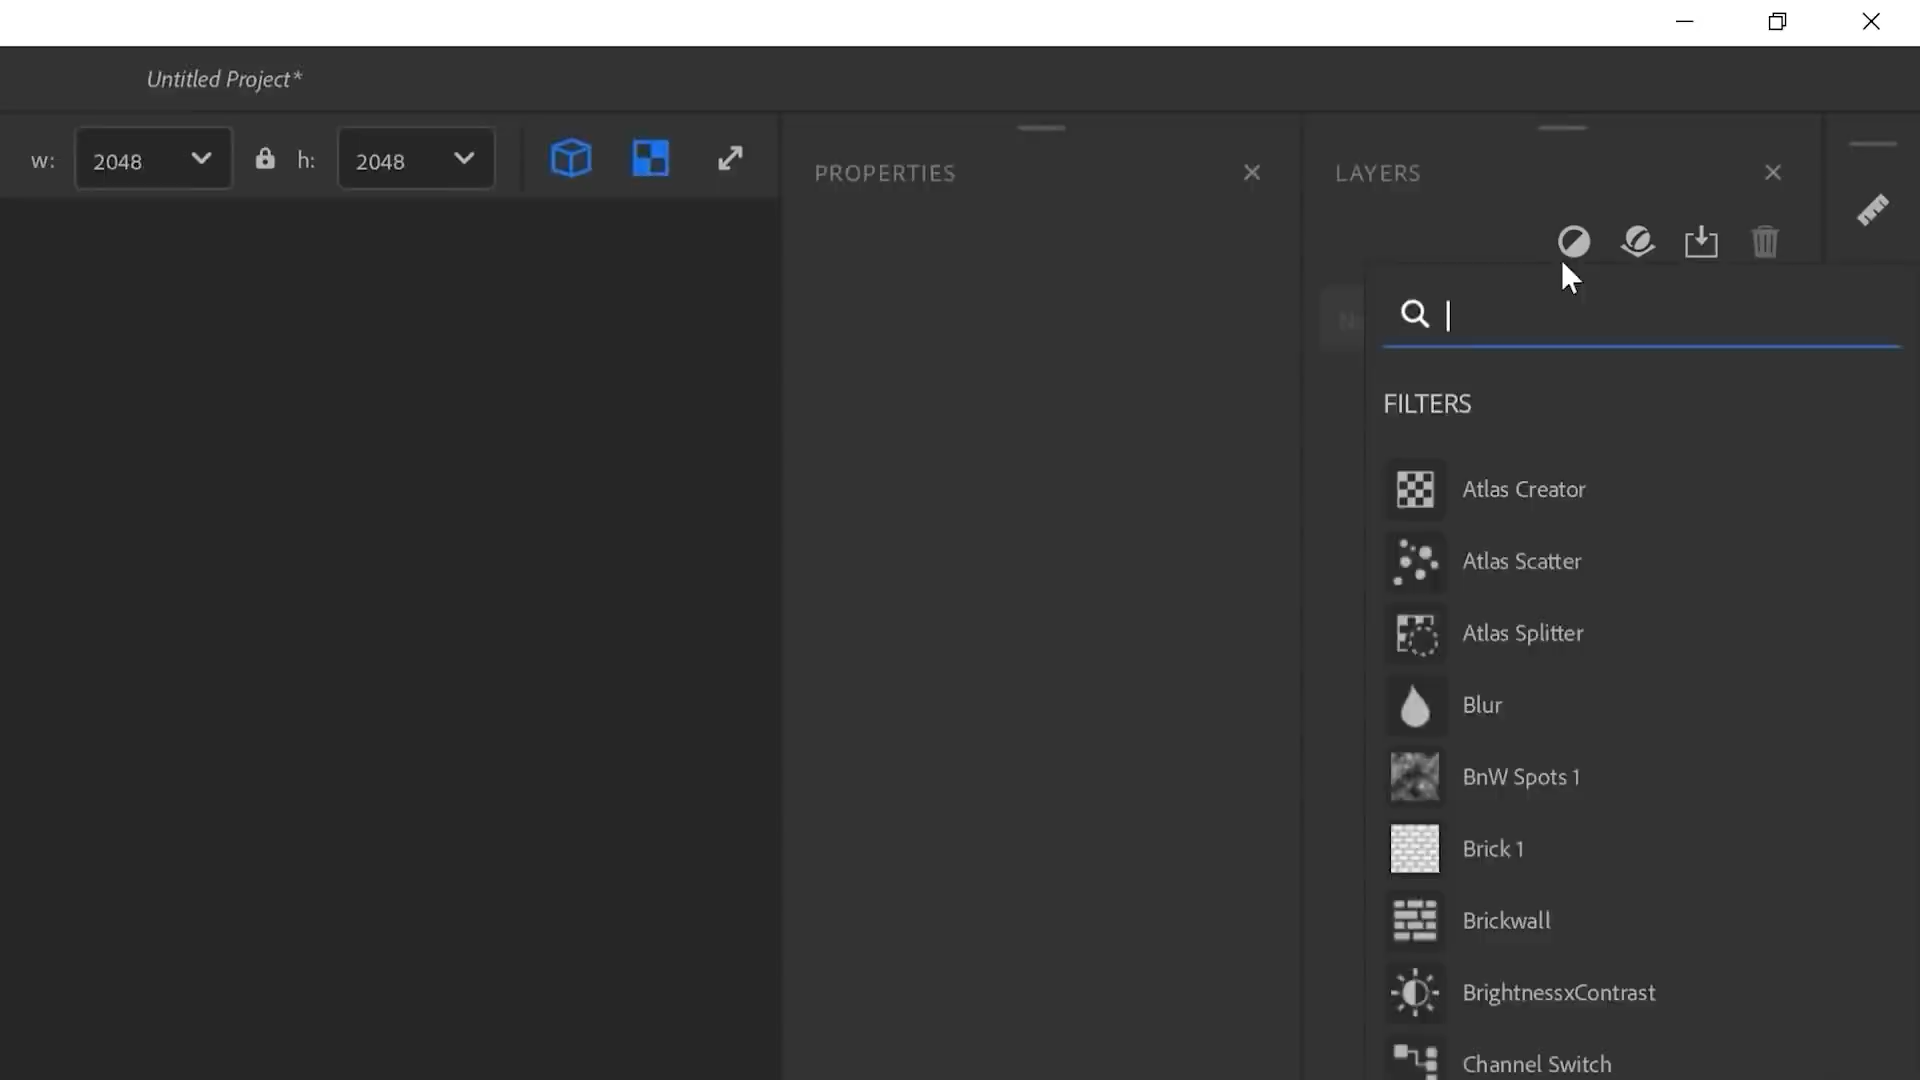 Untitled Project*
w: 2048 h: 2048
PROPERTIES
LAYERS
FILTERS
Atlas Creator
Atlas Scatter
Atlas Splitter
Blur
BnW Spots 1
Brick 1
Brickwall
BrightnessxContrast
Channel Switch